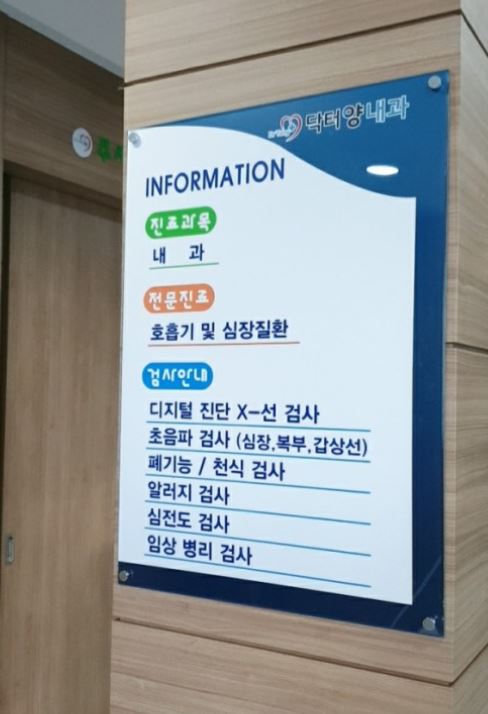 닥터양내과
INFORMATION
진료과목
내 과
전문진료
호흡기 및 심장질환
검사안내
디지털 진단 X-선 검사
초음파 검사 (심장,복부,갑상선)
폐기능 / 천식 검사
알러지 검사
심전도 검사
임상 병리 검사